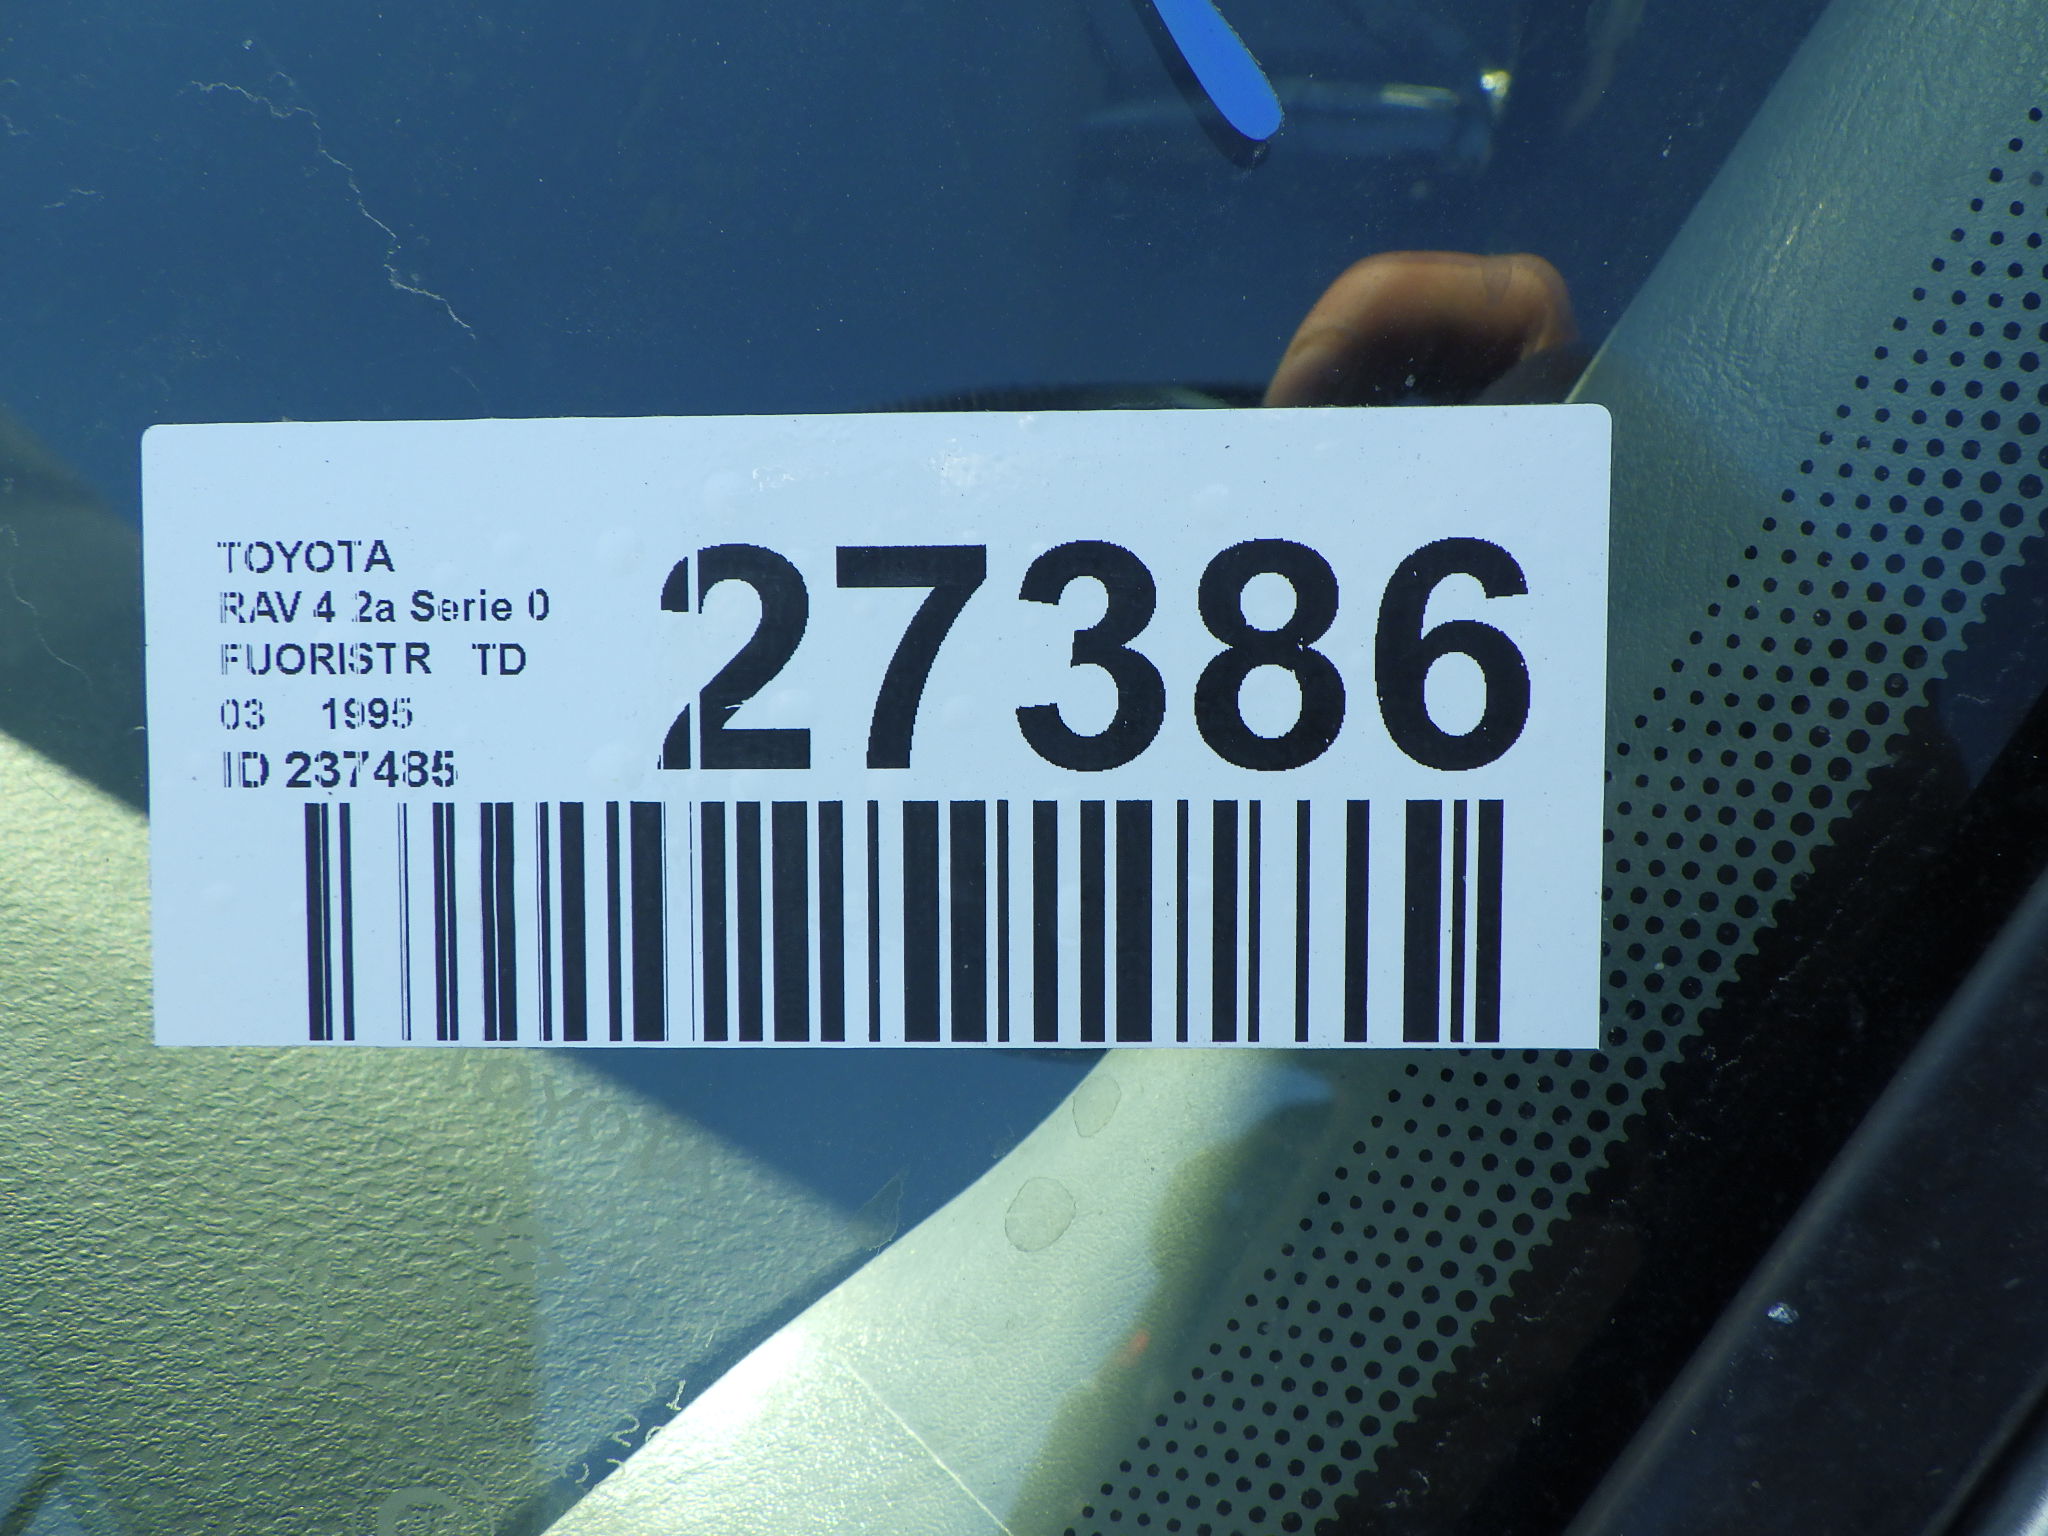 TOYOTA
RAV 4 2a Serie 0
FUORISTR TD
03 1995
ID 237485
27386